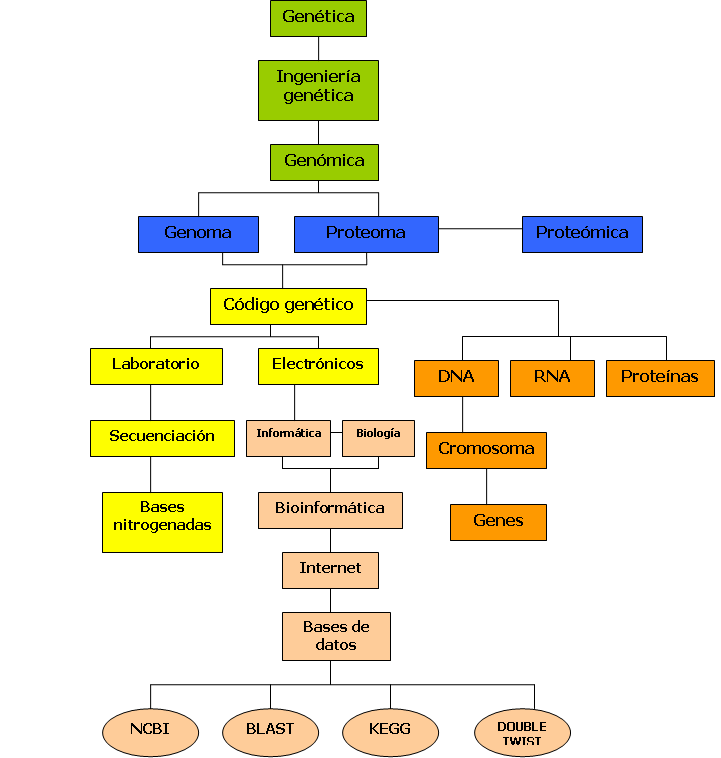 Genética
Ingeniería
genética
Genómica
Genoma
Proteoma
Proteómica
Código genético
Laboratorio
Electrónicos
DNA
RNA
Proteínas
Secuenciación
Informática
Biología
Cromosoma
Bases
nitrogenadas
Bioinformática
Genes
Internet
Bases de
datos
NCBI
BLAST
KEGG
DOUBLE
TWIST